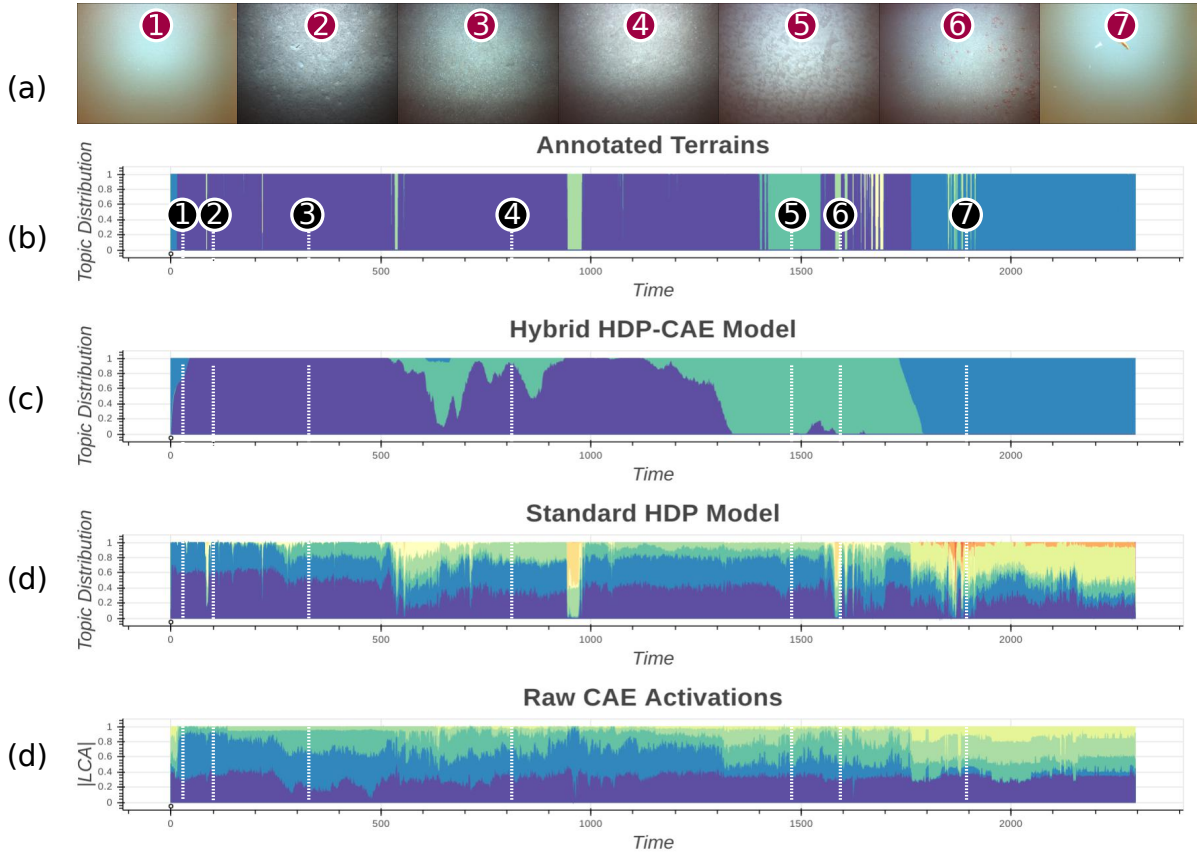 1 2 3 4 5 6 7
(a)
Annotated Terrains
Topic Distribution
1
0.8
0.6
0.4
0.2
0
1 2 3 4 5 6 7
(b)
0 500 1000 1500 2000
Time
Hybrid HDP-CAE Model
Topic Distribution
1
0.8
0.6
0.4
0.2
0
(c)
0 500 1000 1500 2000
Time
Standard HDP Model
Topic Distribution
1
0.8
0.6
0.4
0.2
0
(d)
0 500 1000 1500 2000
Time
Raw CAE Activations
|LCA|
1
0.8
0.6
0.4
0.2
0
(d)
0 500 1000 1500 2000
Time